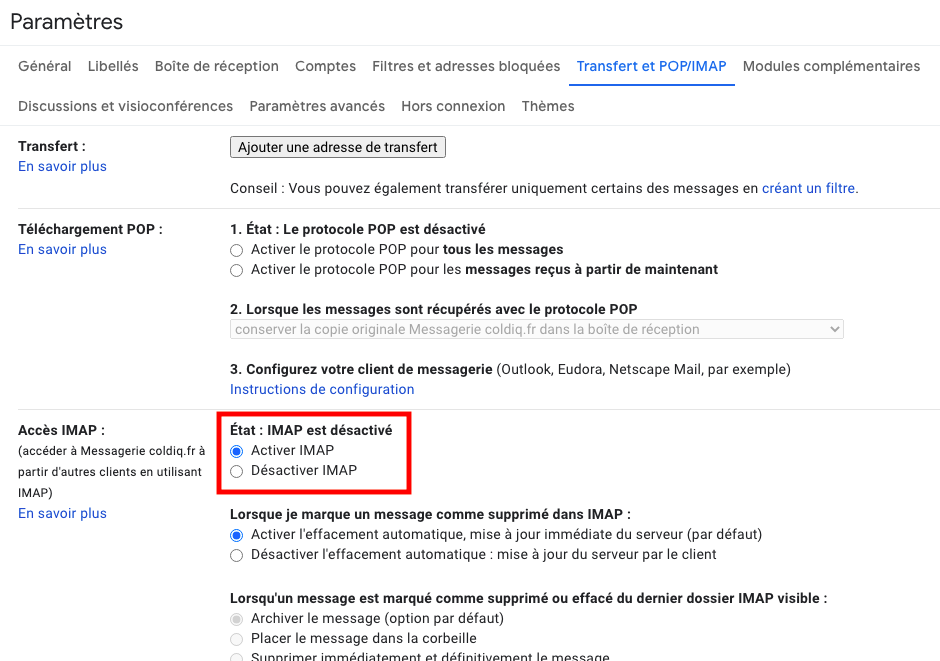 Paramètres
Général Libellés Boîte de réception Comptes Filtres et adresses bloquées Transfert et POP/IMAP Modules complémentaires
Discussions et visioconférences Paramètres avancés Hors connexion Thèmes
Transfert :
En savoir plus
Ajouter une adresse de transfert
Conseil : Vous pouvez également transférer uniquement certains des messages en créant un filtre.
Téléchargement POP :
En savoir plus
1. État : Le protocole POP est désactivé
Activer le protocole POP pour tous les messages
Activer le protocole POP pour les messages reçus à partir de maintenant
2. Lorsque les messages sont récupérés avec le protocole POP
conserver la copie originale Messagerie coldiq.fr dans la boîte de réception
3. Configurez votre client de messagerie (Outlook, Eudora, Netscape Mail, par exemple)
Instructions de configuration
Accès IMAP :
(accéder à Messagerie coldiq.fr à
partir d'autres clients en utilisant
IMAP)
En savoir plus
État : IMAP est désactivé
Activer IMAP
Désactiver IMAP
Lorsque je marque un message comme supprimé dans IMAP :
Activer l'effacement automatique, mise à jour immédiate du serveur (par défaut)
Désactiver l'effacement automatique : mise à jour du serveur par le client
Lorsqu'un message est marqué comme supprimé ou effacé du dernier dossier IMAP visible :
Archiver le message (option par défaut)
Placer le message dans la corbeille
Supprimer immédiatement et définitivement le message